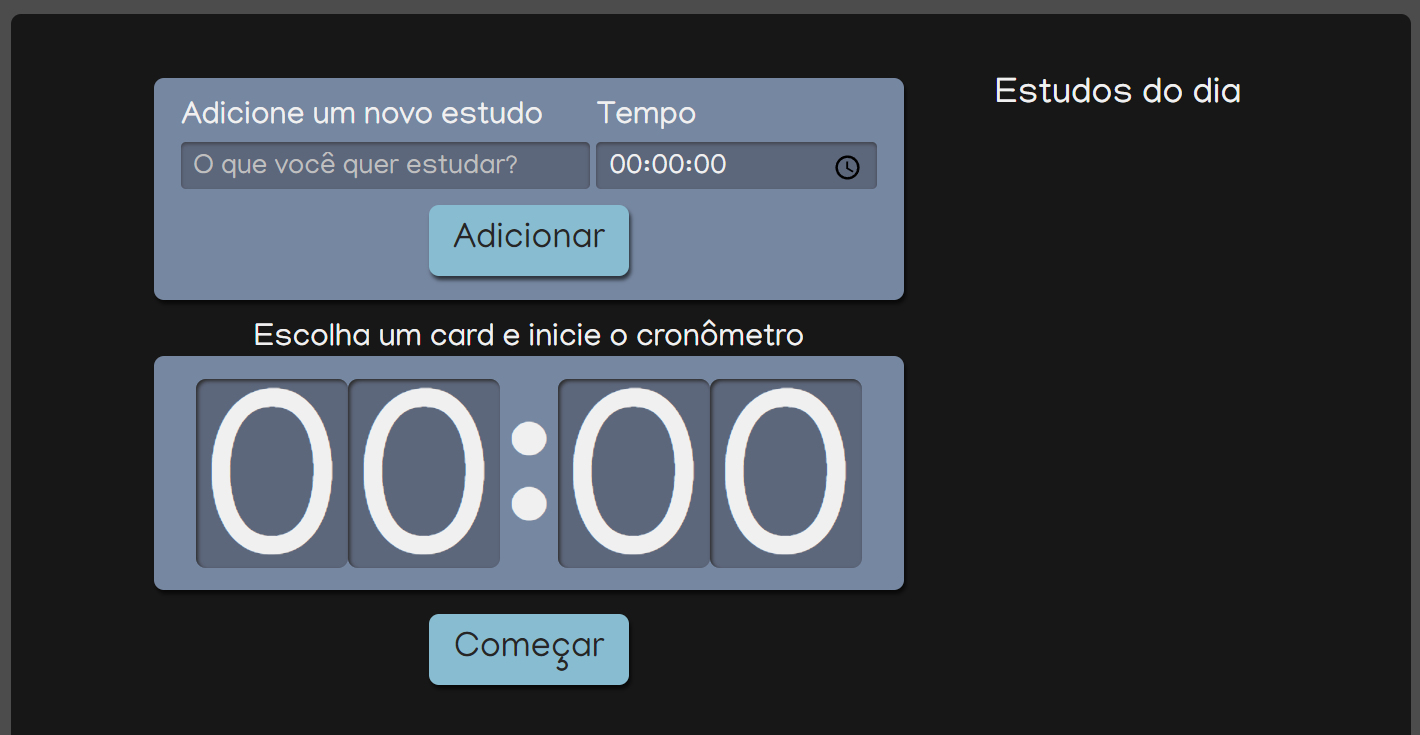 Adicione um novo estudo
Tempo
O que você quer estudar?
00:00:00
Adicionar
Escolha um card e inicie o cronômetro
00:00
Começar
Estudos do dia